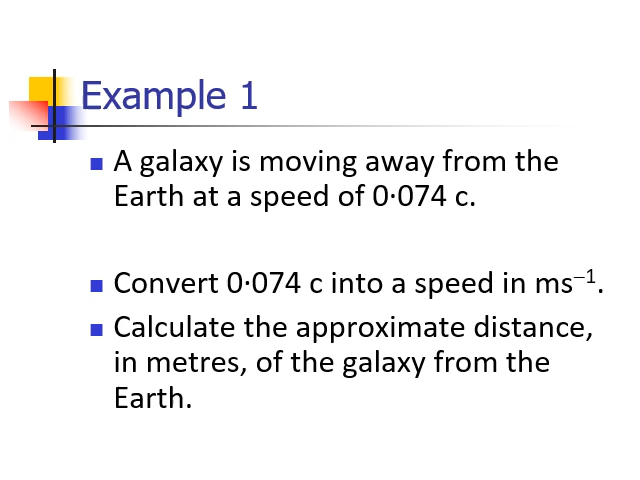 Example 1
A galaxy is moving away from the
Earth at a speed of 0·074 c.
Convert 0·074 c into a speed in ms⁻¹.
Calculate the approximate distance,
in metres, of the galaxy from the
Earth.